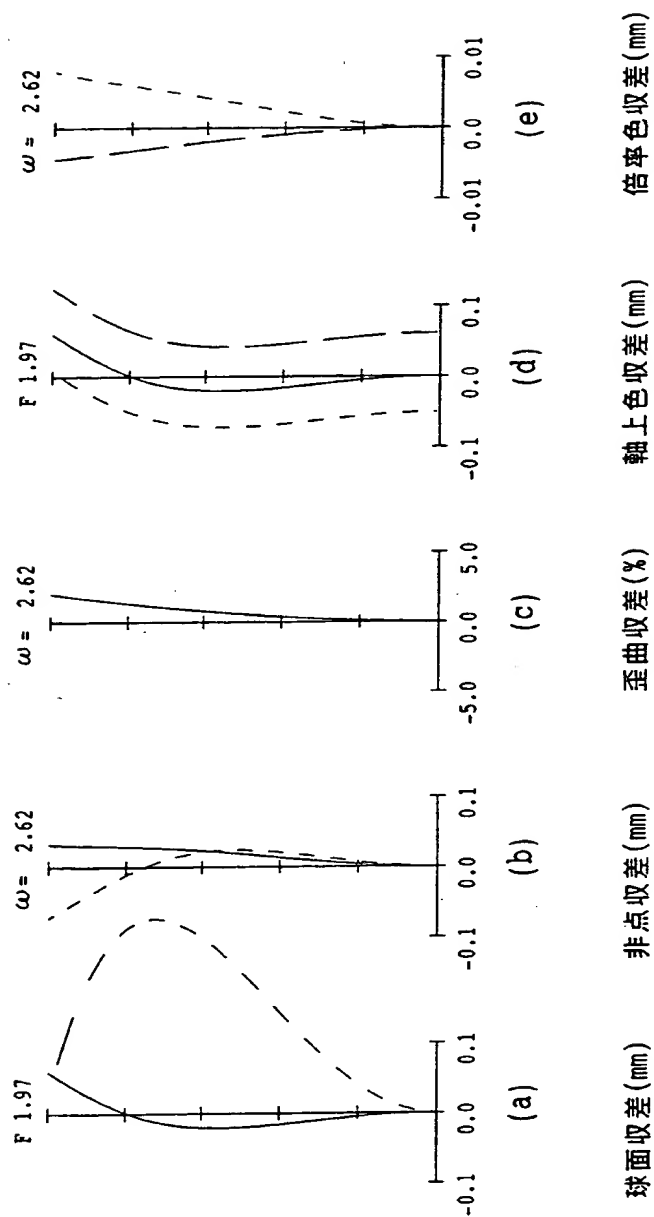 F 1.97
-0.1 0.0 0.1
(a)
球面収差(mm)
ω= 2.62
-0.1 0.0 0.1
(b)
非点収差(mm)
ω= 2.62
-5.0 0.0 5.0
(c)
歪曲収差(%)
F 1.97
-0.1 0.0 0.1
(d)
軸上色収差(mm)
ω= 2.62
-0.01 0.0 0.01
(e)
倍率色収差(mm)